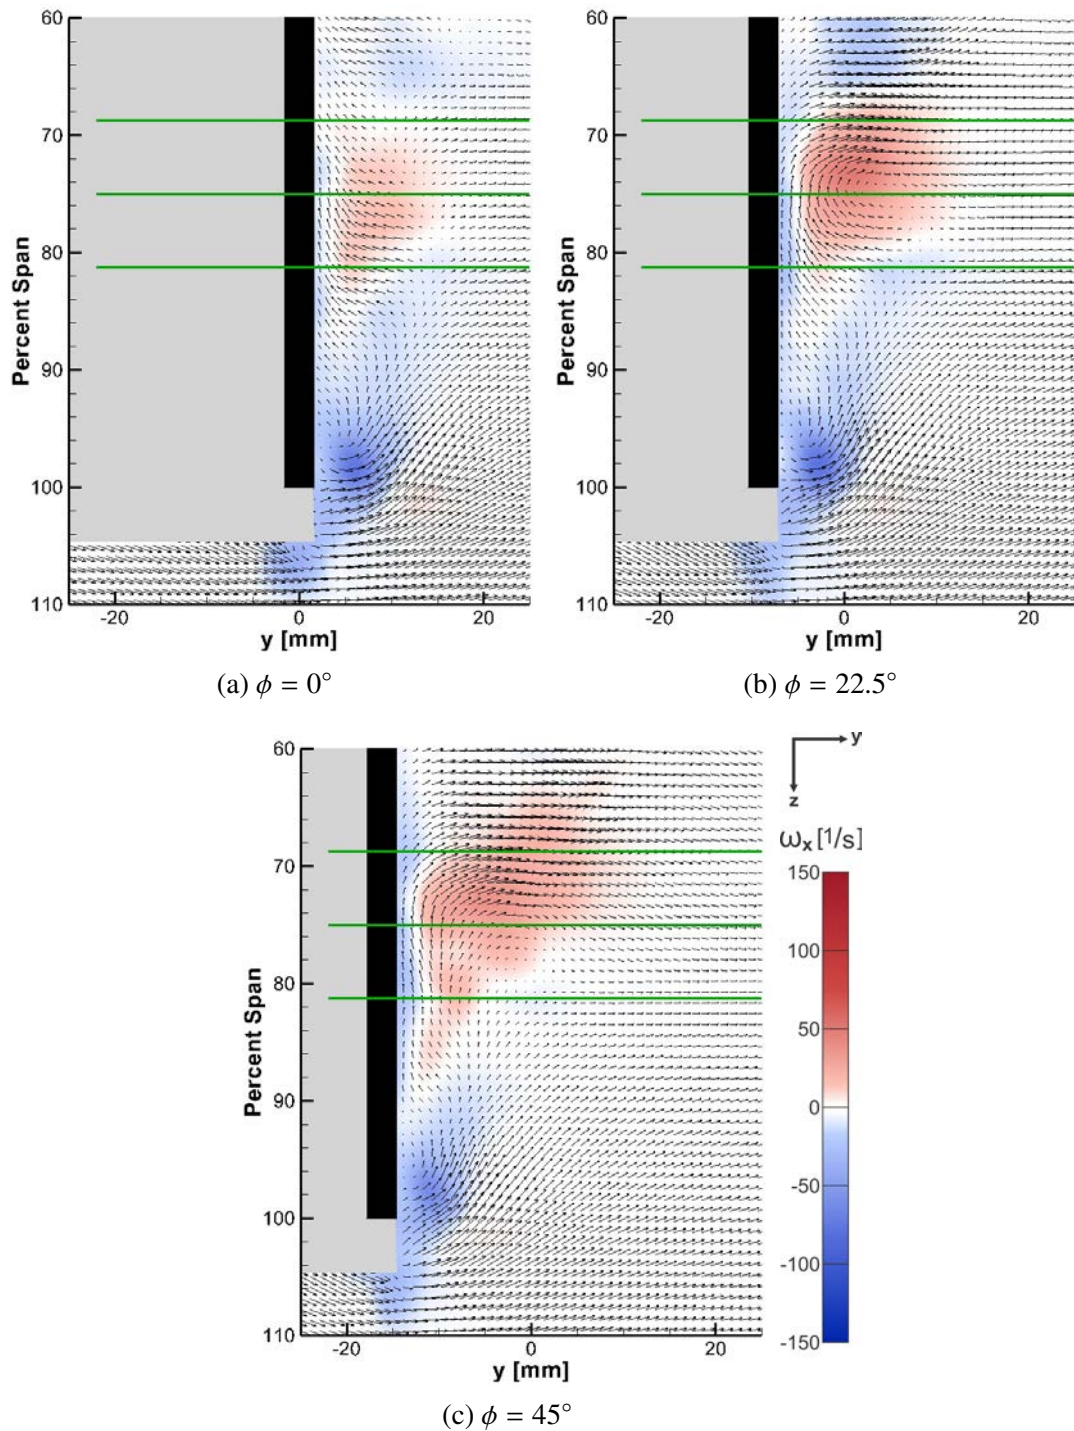 60
70
80
90
100
110
Percent Span
-20
0
20
y [mm]
(a) ϕ = 0°
60
70
80
90
100
110
Percent Span
-20
0
20
y [mm]
(b) ϕ = 22.5°
60
70
80
90
100
110
Percent Span
-20
0
20
y [mm]
y
z
ωx [1/s]
150
100
50
0
-50
-100
-150
(c) ϕ = 45°